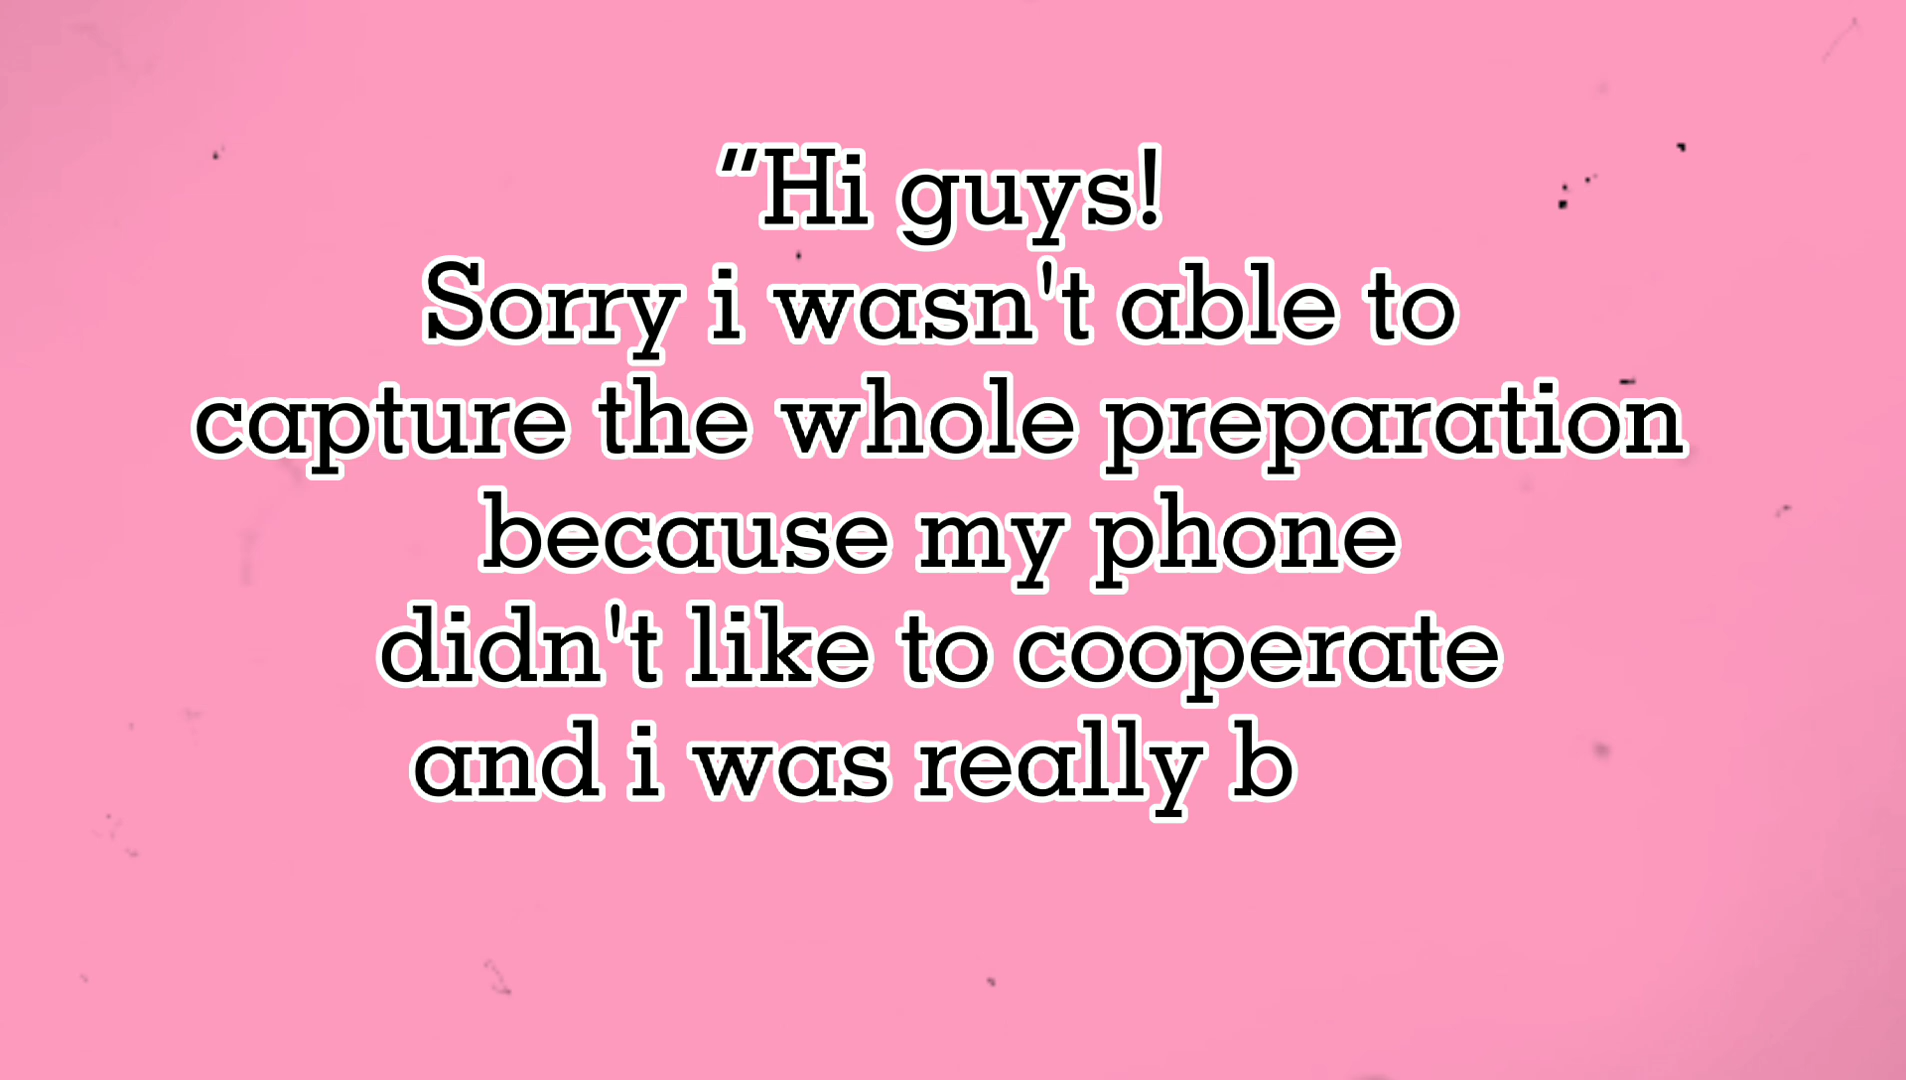 "Hi guys!
Sorry i wasn't able to
capture the whole preparation
because my phone
didn't like to cooperate
and i was really b